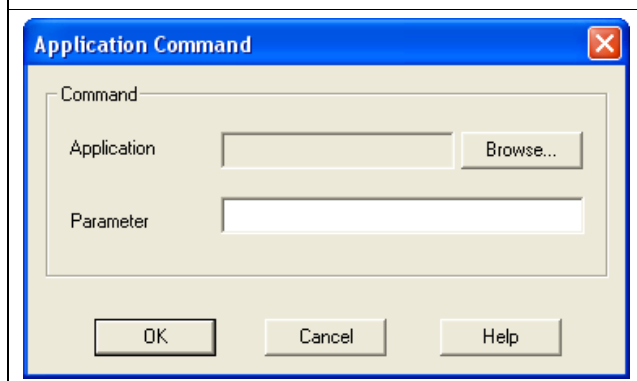 Application Command
Command
Application
Browse...
Parameter
OK Cancel Help